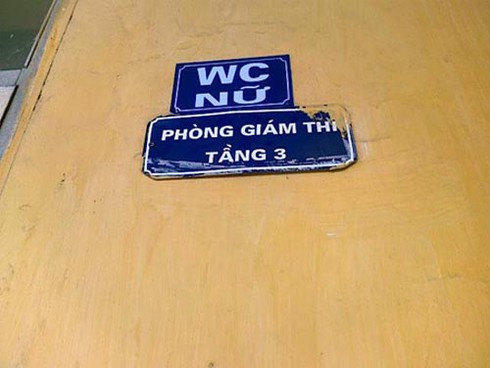 WC
NỮ
PHÒNG GIÁM THỊ
TẦNG 3